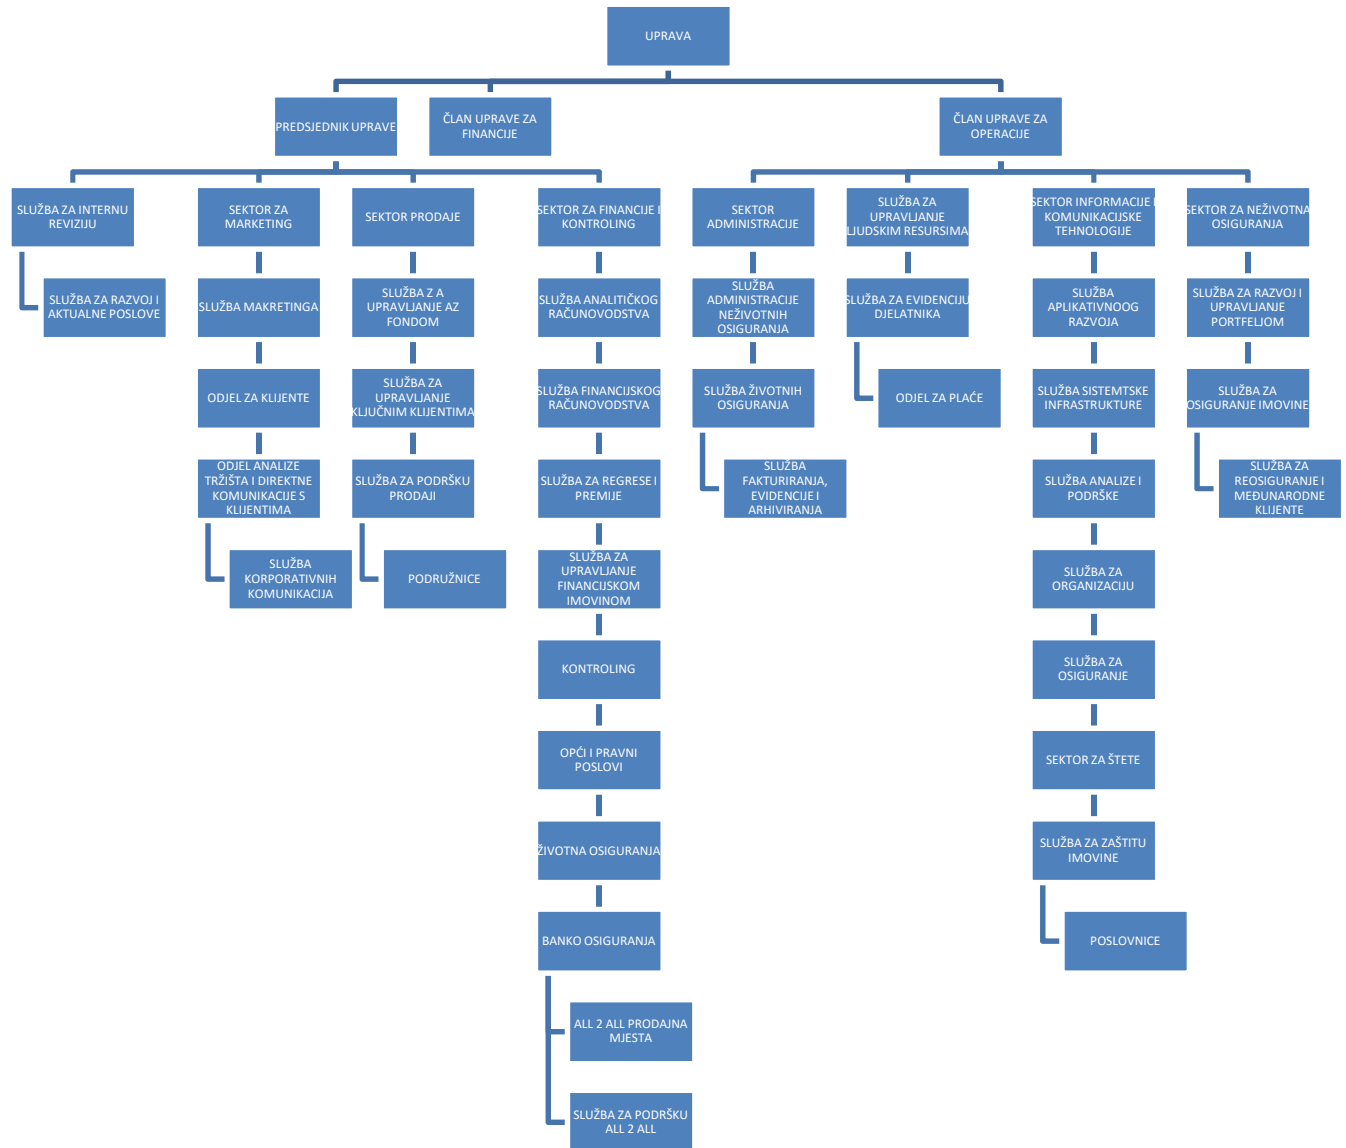 UPRAVA
PREDSJEDNIK UPRAVE
ČLAN UPRAVE ZA
FINANCIJE
ČLAN UPRAVE ZA
OPERACIJE
SLUŽBA ZA INTERNU
REVIZIJU
SEKTOR ZA
MARKETING
SEKTOR PRODAJE
SEKTOR ZA FINANCIJE I
KONTROLING
SEKTOR
ADMINISTRACIJE
SLUŽBA ZA
UPRAVLJANJE
LJUDSKIM RESURSIMA
SEKTOR INFORMACIJE I
KOMUNIKACIJSKE
TEHNOLOGIJE
SEKTOR ZA NEŽIVOTNA
OSIGURANJA
SLUŽBA ZA RAZVOJ I
AKTUALNE POSLOVE
SLUŽBA MAKRETINGA
SLUŽBA Z A
UPRAVLJANJE AZ
FONDOM
SLUŽBA ANALITIČKOG
RAČUNOVODSTVA
SLUŽBA
ADMINISTRACIJE
NEŽIVOTNIH
OSIGURANJA
SLUŽBA ZA EVIDENCIJU
DJELATNIKA
SLUŽBA
APLIKATIVNOOG
RAZVOJA
SLUŽBA ZA RAZVOJ I
UPRAVLJANJE
PORTFELJOM
ODJEL ZA KLIJENTE
SLUŽBA ZA
UPRAVLJANJE
KLJUČNIM KLIJENTIMA
SLUŽBA FINANCIJSKOG
RAČUNOVODSTVA
SLUŽBA ŽIVOTNIH
OSIGURANJA
ODJEL ZA PLAĆE
SLUŽBA SISTEMTSKE
INFRASTRUKTURE
SLUŽBA ZA
OSIGURANJE IMOVINE
ODJEL ANALIZE
TRŽIŠTA I DIREKTNE
KOMUNIKACIJE S
KLIJENTIMA
SLUŽBA ZA PODRŠKU
PRODAJI
SLUŽBA ZA REGRESE I
PREMIJE
SLUŽBA
FAKTURIRANJA,
EVIDENCIJE I
ARHIVIRANJA
SLUŽBA ANALIZE I
PODRŠKE
SLUŽBA ZA
REOSIGURANJE I
MEĐUNARODNE
KLIJENTE
SLUŽBA
KORPORATIVNIH
KOMUNIKACIJA
PODRUŽNICE
SLUŽBA ZA
UPRAVLJANJE
FINANCIJSKOM
IMOVINOM
SLUŽBA ZA
ORGANIZACIJU
KONTROLING
SLUŽBA ZA
OSIGURANJE
OPĆI I PRAVNI
POSLOVI
SEKTOR ZA ŠTETE
ŽIVOTNA OSIGURANJA
SLUŽBA ZA ZAŠTITU
IMOVINE
BANKO OSIGURANJA
POSLOVNICE
ALL 2 ALL PRODAJNA
MJESTA
SLUŽBA ZA PODRŠKU
ALL 2 ALL